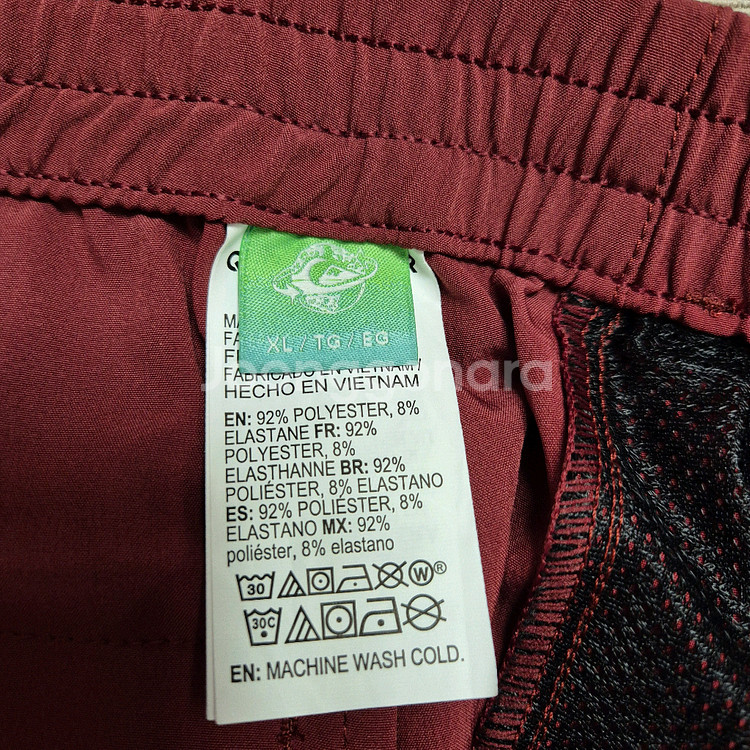 XL / TG / EG
FABRICADO EN VIETNAM /
HECHO EN VIETNAM
EN: 92% POLYESTER, 8%
ELASTANE FR: 92%
POLYESTER, 8%
ELASTHANNE BR: 92%
POLIÉSTER, 8% ELASTANO
ES: 92% POLIÉSTER, 8%
ELASTANO MX: 92%
poliéster, 8% elastano
30 W®
30C
EN: MACHINE WASH COLD.
Joonggonara